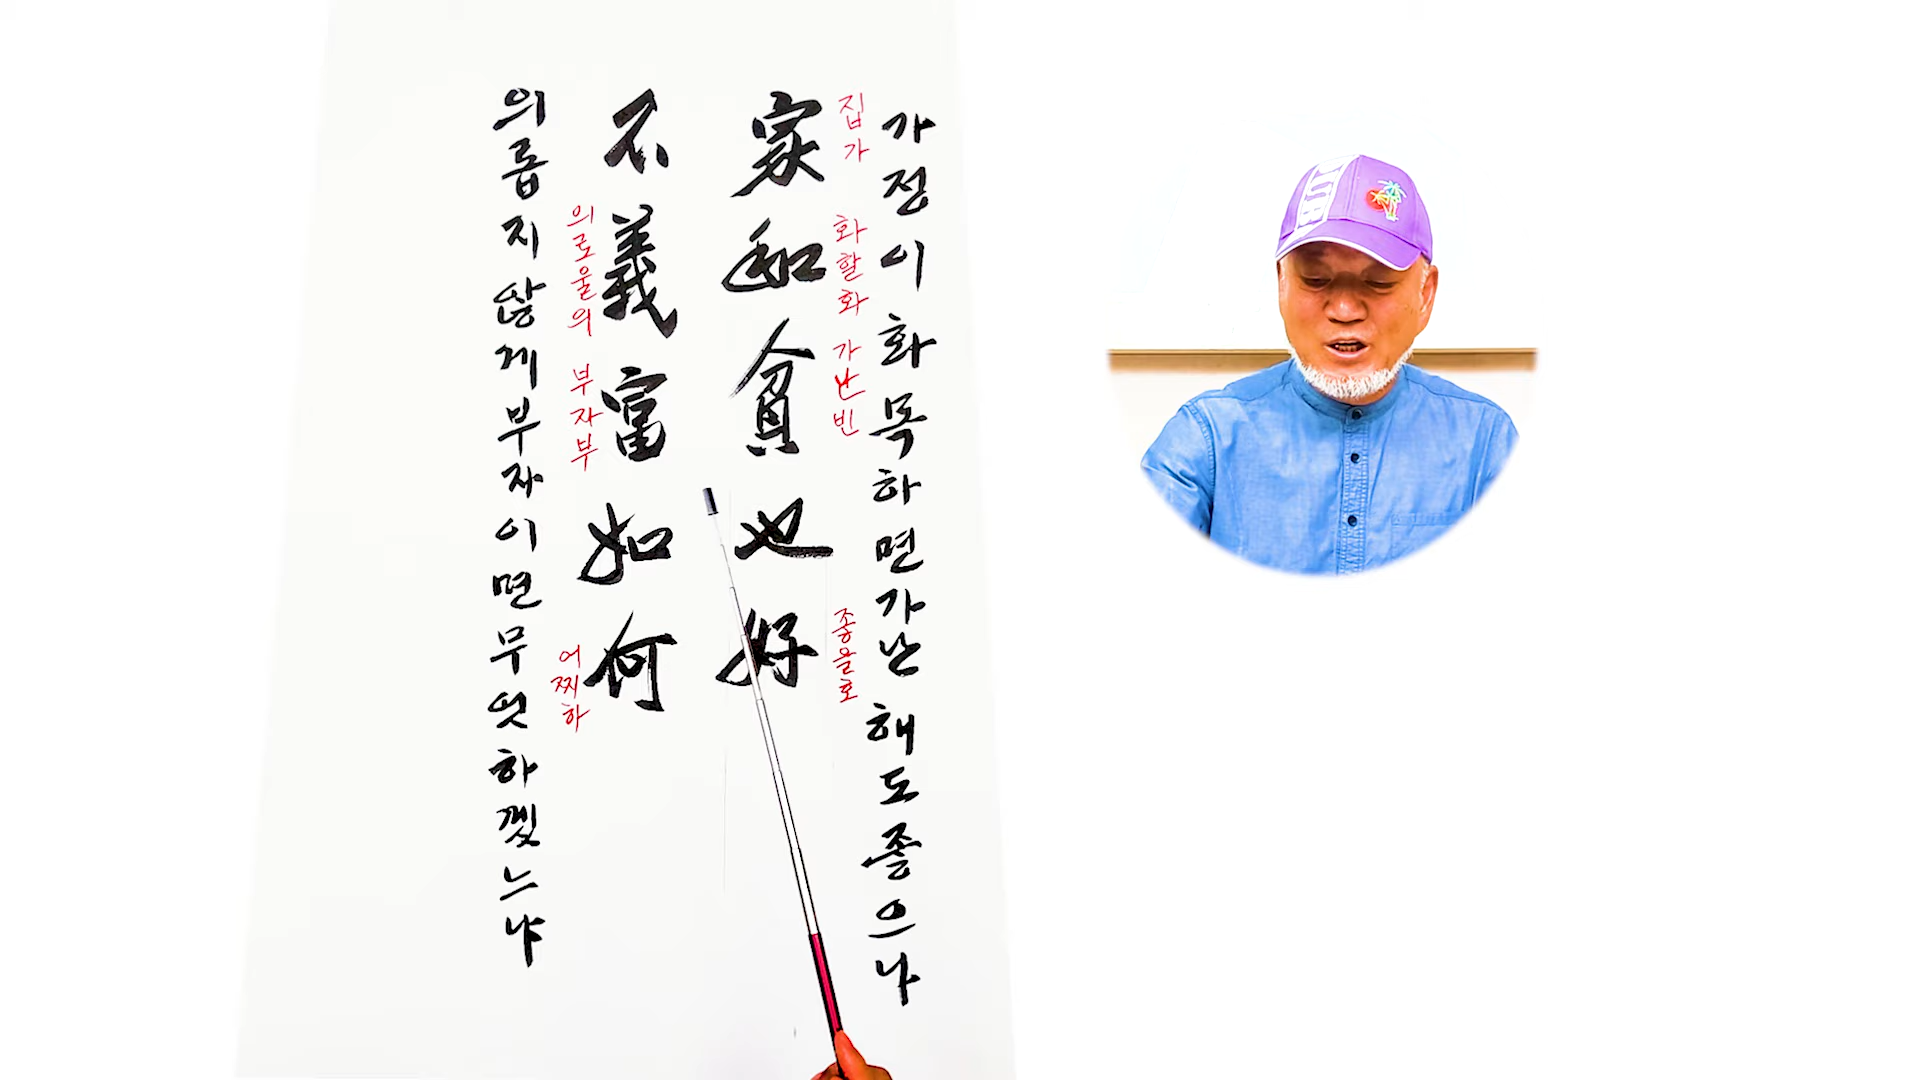 가정이화목하면가난해도좋으나
집가 화할화 가난빈 좋을호
家和貧也好
不義富如何
의로울의 부자부 어찌하
의롭지않게부자이면무엇하겠느냐